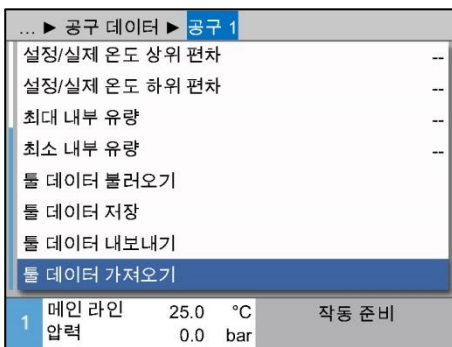 ... ► 공구 데이터 ► 공구 1
설정/실제 온도 상위 편차 --
설정/실제 온도 하위 편차 --
최대 내부 유량 --
최소 내부 유량 --
툴 데이터 불러오기
툴 데이터 저장
툴 데이터 내보내기
툴 데이터 가져오기
1 메인 라인 25.0 °C 작동 준비
압력 0.0 bar